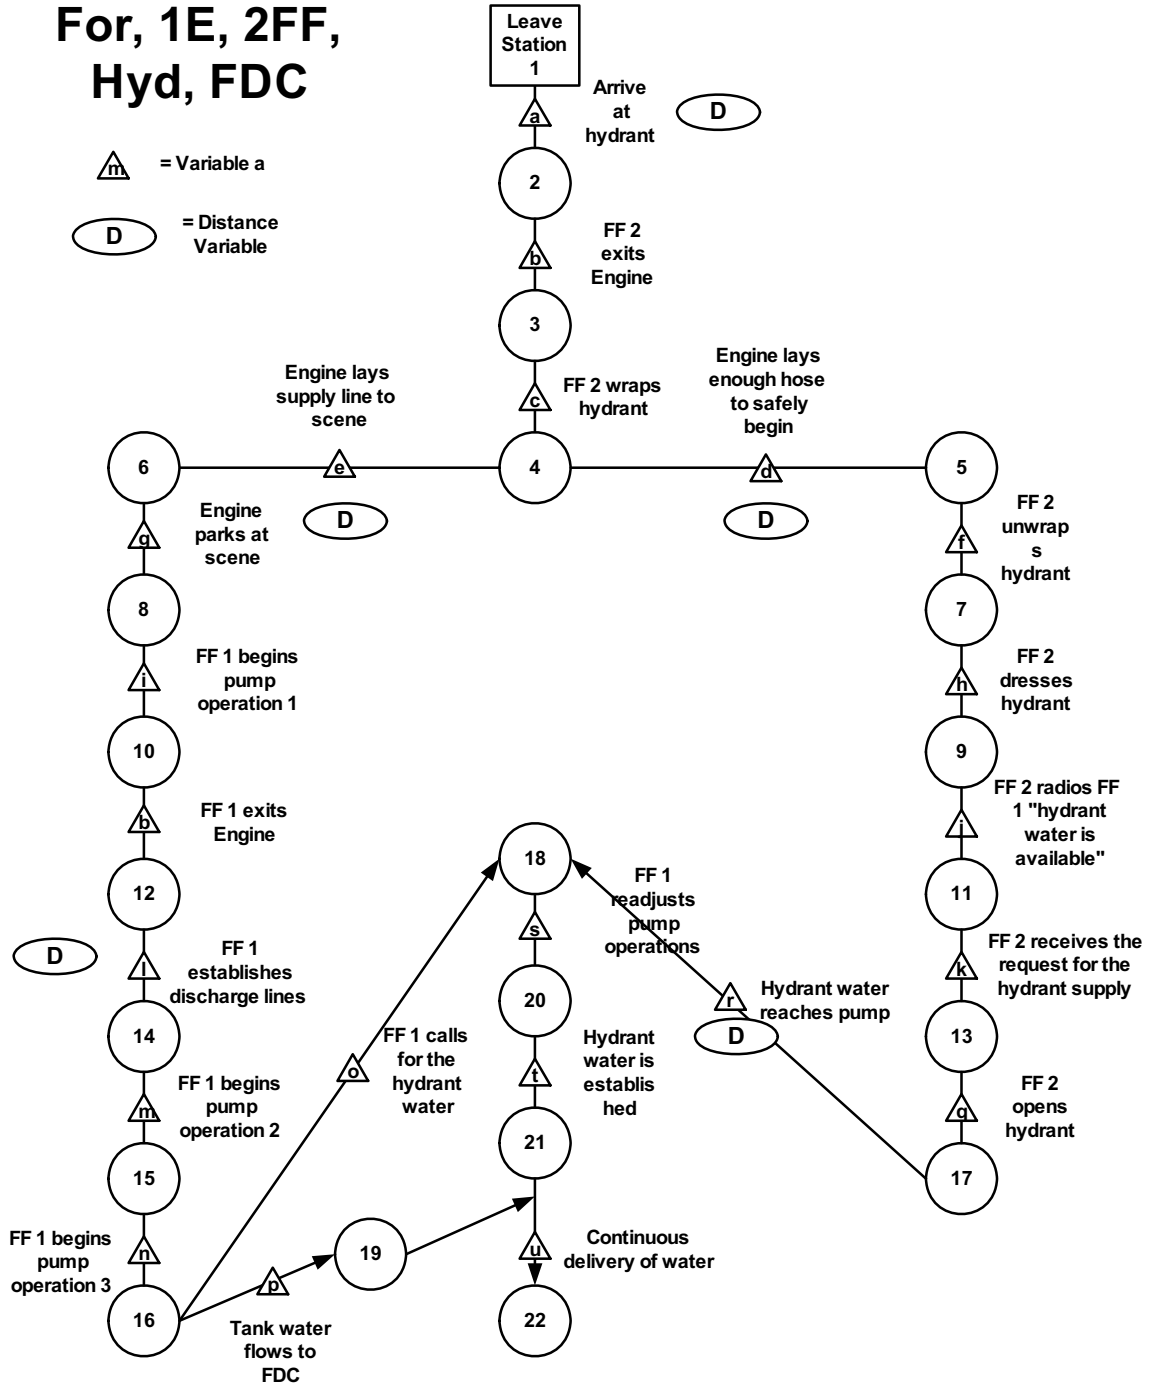 For, 1E, 2FF,
Hyd, FDC
m
= Variable a
D
= Distance
Variable
Leave
Station
1
a
Arrive
at
hydrant
D
2
b
FF 2
exits
Engine
3
c
FF 2 wraps
hydrant
Engine lays
supply line to
scene
Engine lays
enough hose
to safely
begin
6
e
4
d
5
D
D
g
Engine
parks at
scene
f
FF 2
unwrap
s
hydrant
8
7
i
FF 1 begins
pump
operation 1
h
FF 2
dresses
hydrant
10
9
b
FF 1 exits
Engine
j
FF 2 radios FF
1 "hydrant
water is
available"
12
18
11
FF 1
readjusts
pump
operations
D
l
FF 1
establishes
discharge lines
s
k
FF 2 receives the
request for the
hydrant supply
r
Hydrant water
reaches pump
D
14
20
13
o
FF 1 calls
for the
hydrant
water
t
Hydrant
water is
establis
hed
m
FF 1 begins
pump
operation 2
q
FF 2
opens
hydrant
15
21
17
FF 1 begins
pump
operation 3
n
19
p
u
Continuous
delivery of water
16
22
Tank water
flows to
FDC